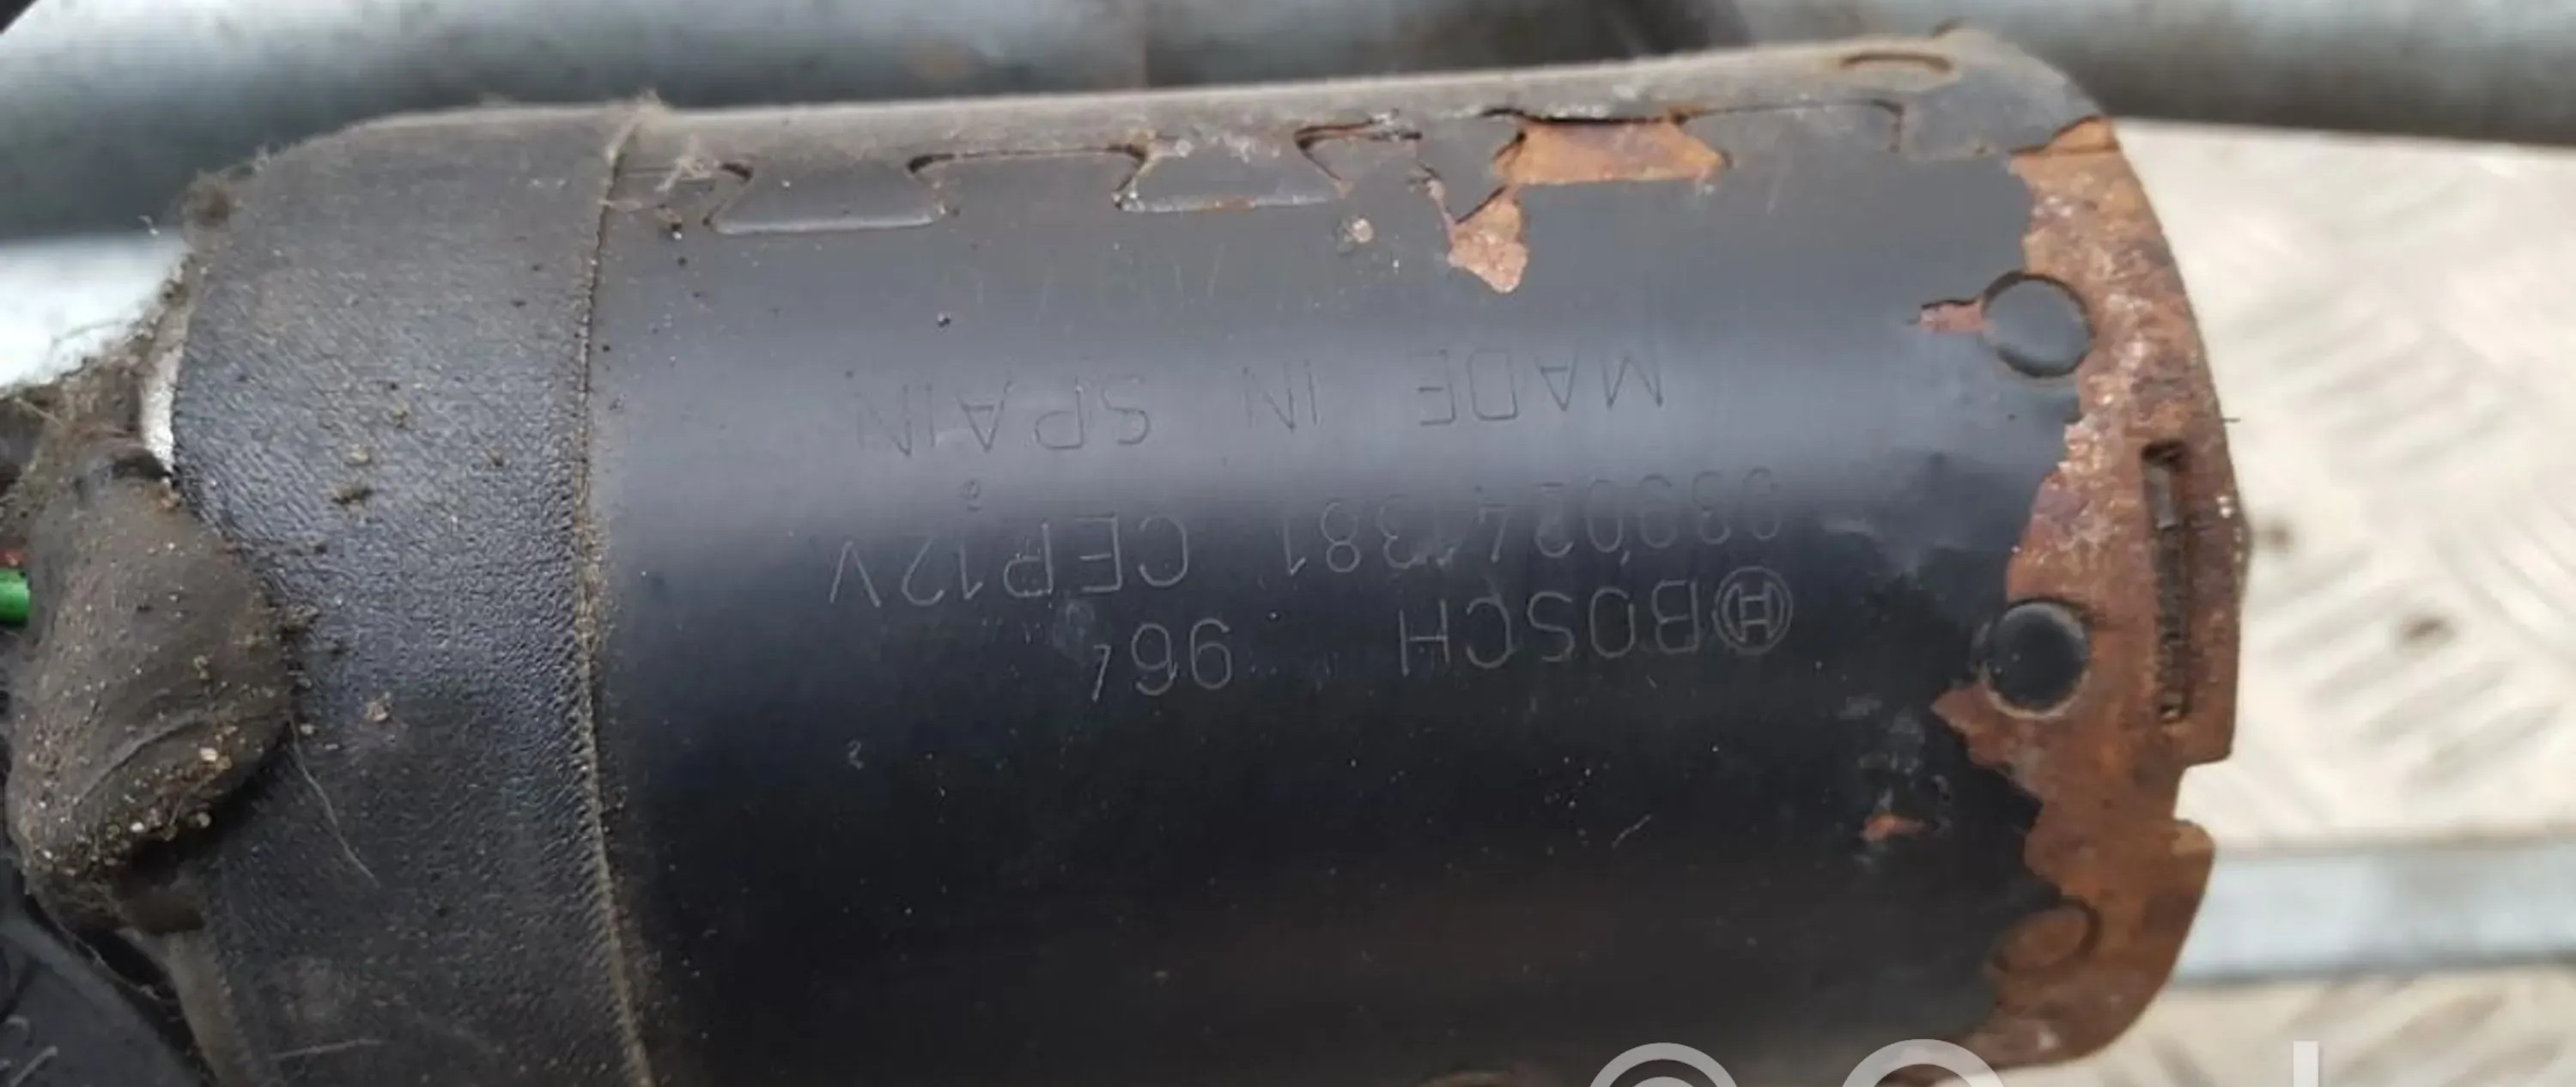 BOSCH 964
0390241381 CEP12V
MADE IN SPAIN